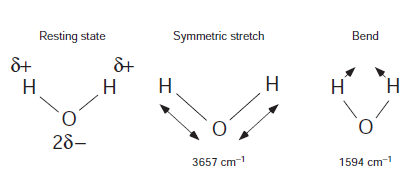 Resting state
δ+ δ+
H H
O
2δ–
Symmetric stretch
H H
O
3657 cm⁻¹
Bend
H H
O
1594 cm⁻¹